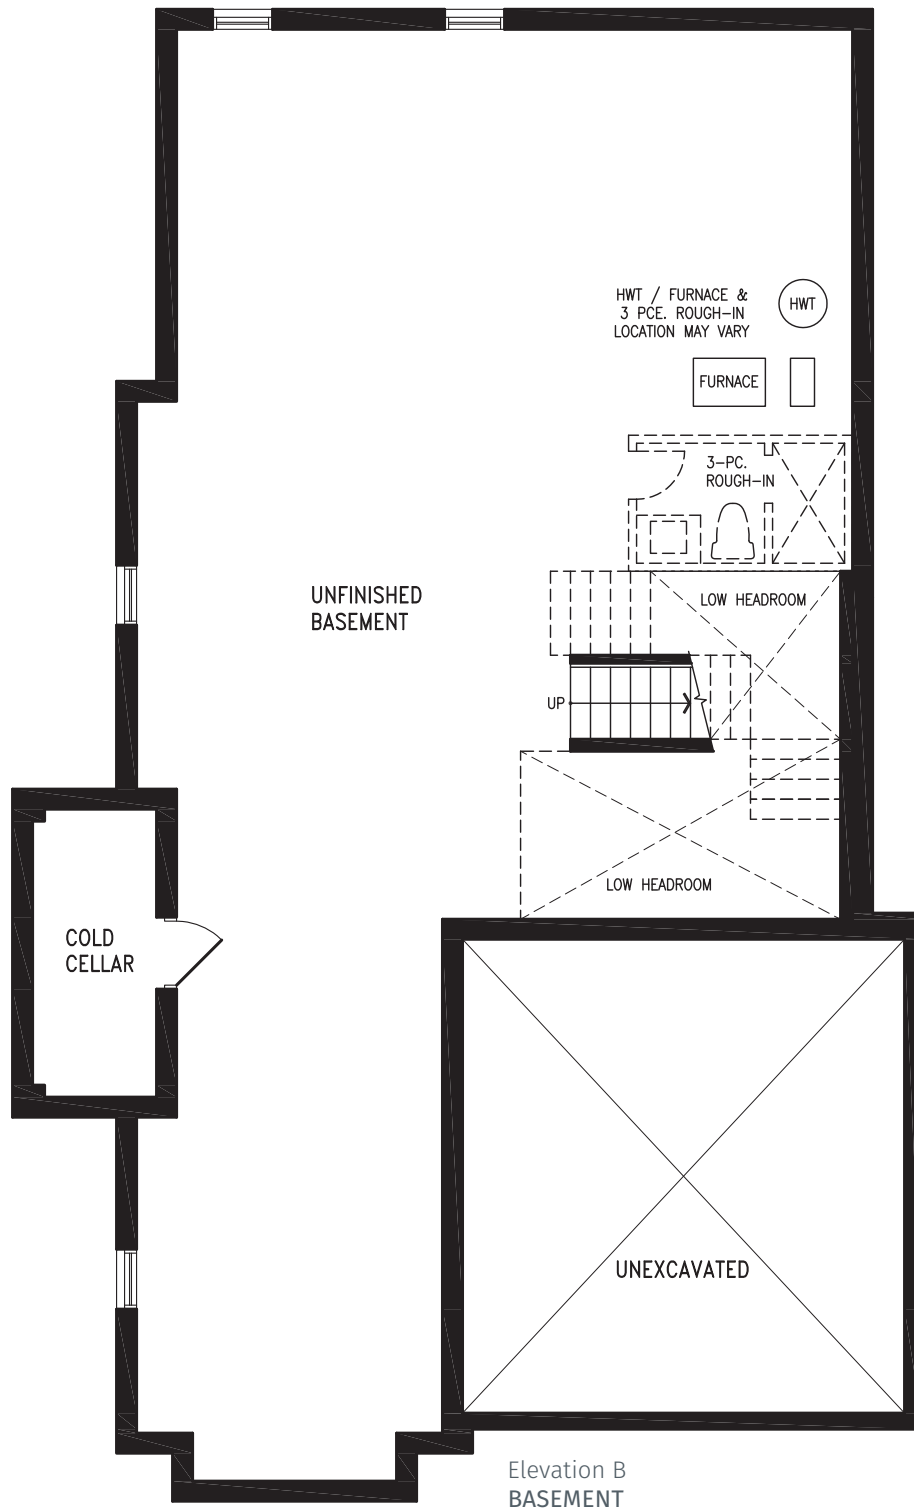 HWT / FURNACE &
3 PCE. ROUGH-IN
LOCATION MAY VARY
HWT
FURNACE
3-PC.
ROUGH-IN
UNFINISHED
BASEMENT
LOW HEADROOM
UP
LOW HEADROOM
COLD
CELLAR
UNEXCAVATED
Elevation B
BASEMENT